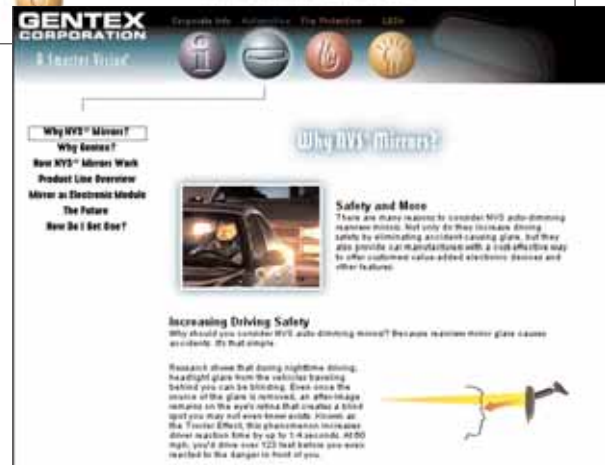 GENTEX
CORPORATION
A Smarter Vision®
Corporate Info Automotive Fire Protection LEDs
Why NVS® Mirrors?
Why Gentex?
How NVS® Mirrors Work
Product Line Overview
Mirror as Electronic Module
The Future
How Do I Get One?
Why NVS® Mirrors?
Safety and More
There are many reasons to consider NVS auto-dimming
rearview mirrors. Not only do they increase driving
safety by eliminating accident-causing glare, but they
also provide car manufacturers with a cost-effective way
to offer customers value-added electronic devices and
other features.
Increasing Driving Safety
Why should you consider NVS auto-dimming mirrors? Because rearview mirror glare causes
accidents. It's that simple.
Research shows that during nighttime driving,
headlight glare from the vehicles traveling
behind you can be blinding. Even once the
source of the glare is removed, an after-image
remains on the eye's retina that creates a blind
spot you may not even know exists. Known as
the Troxler Effect, this phenomenon increases
driver reaction time by up to 1.4 seconds. At 60
mph, you'd drive over 123 feet before you even
reacted to the danger in front of you.